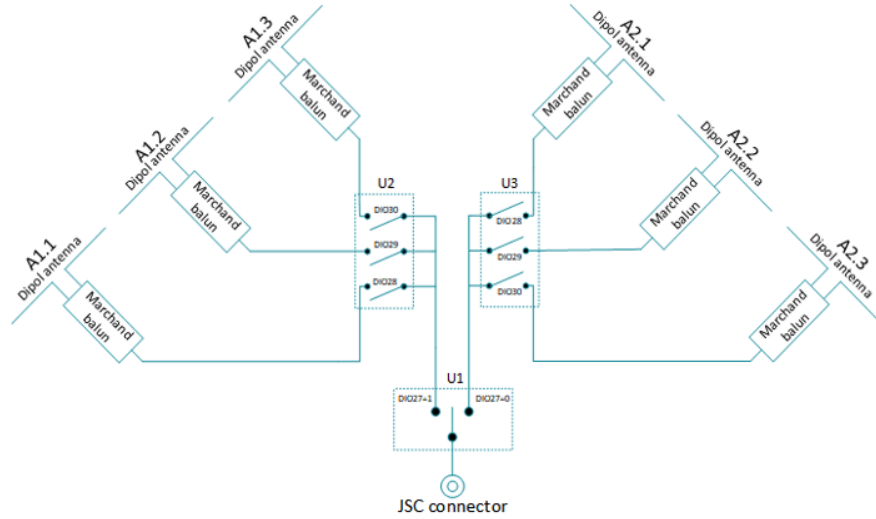 A1.3
Dipol antenna
Marchand
balun
A2.1
Dipol antenna
Marchand
balun
A1.2
Dipol antenna
Marchand
balun
A2.2
Dipol antenna
Marchand
balun
A1.1
Dipol antenna
Marchand
balun
A2.3
Dipol antenna
Marchand
balun
U2
DIO30
DIO29
DIO28
U3
DIO28
DIO29
DIO30
U1
DIO27=1
DIO27=0
JSC connector